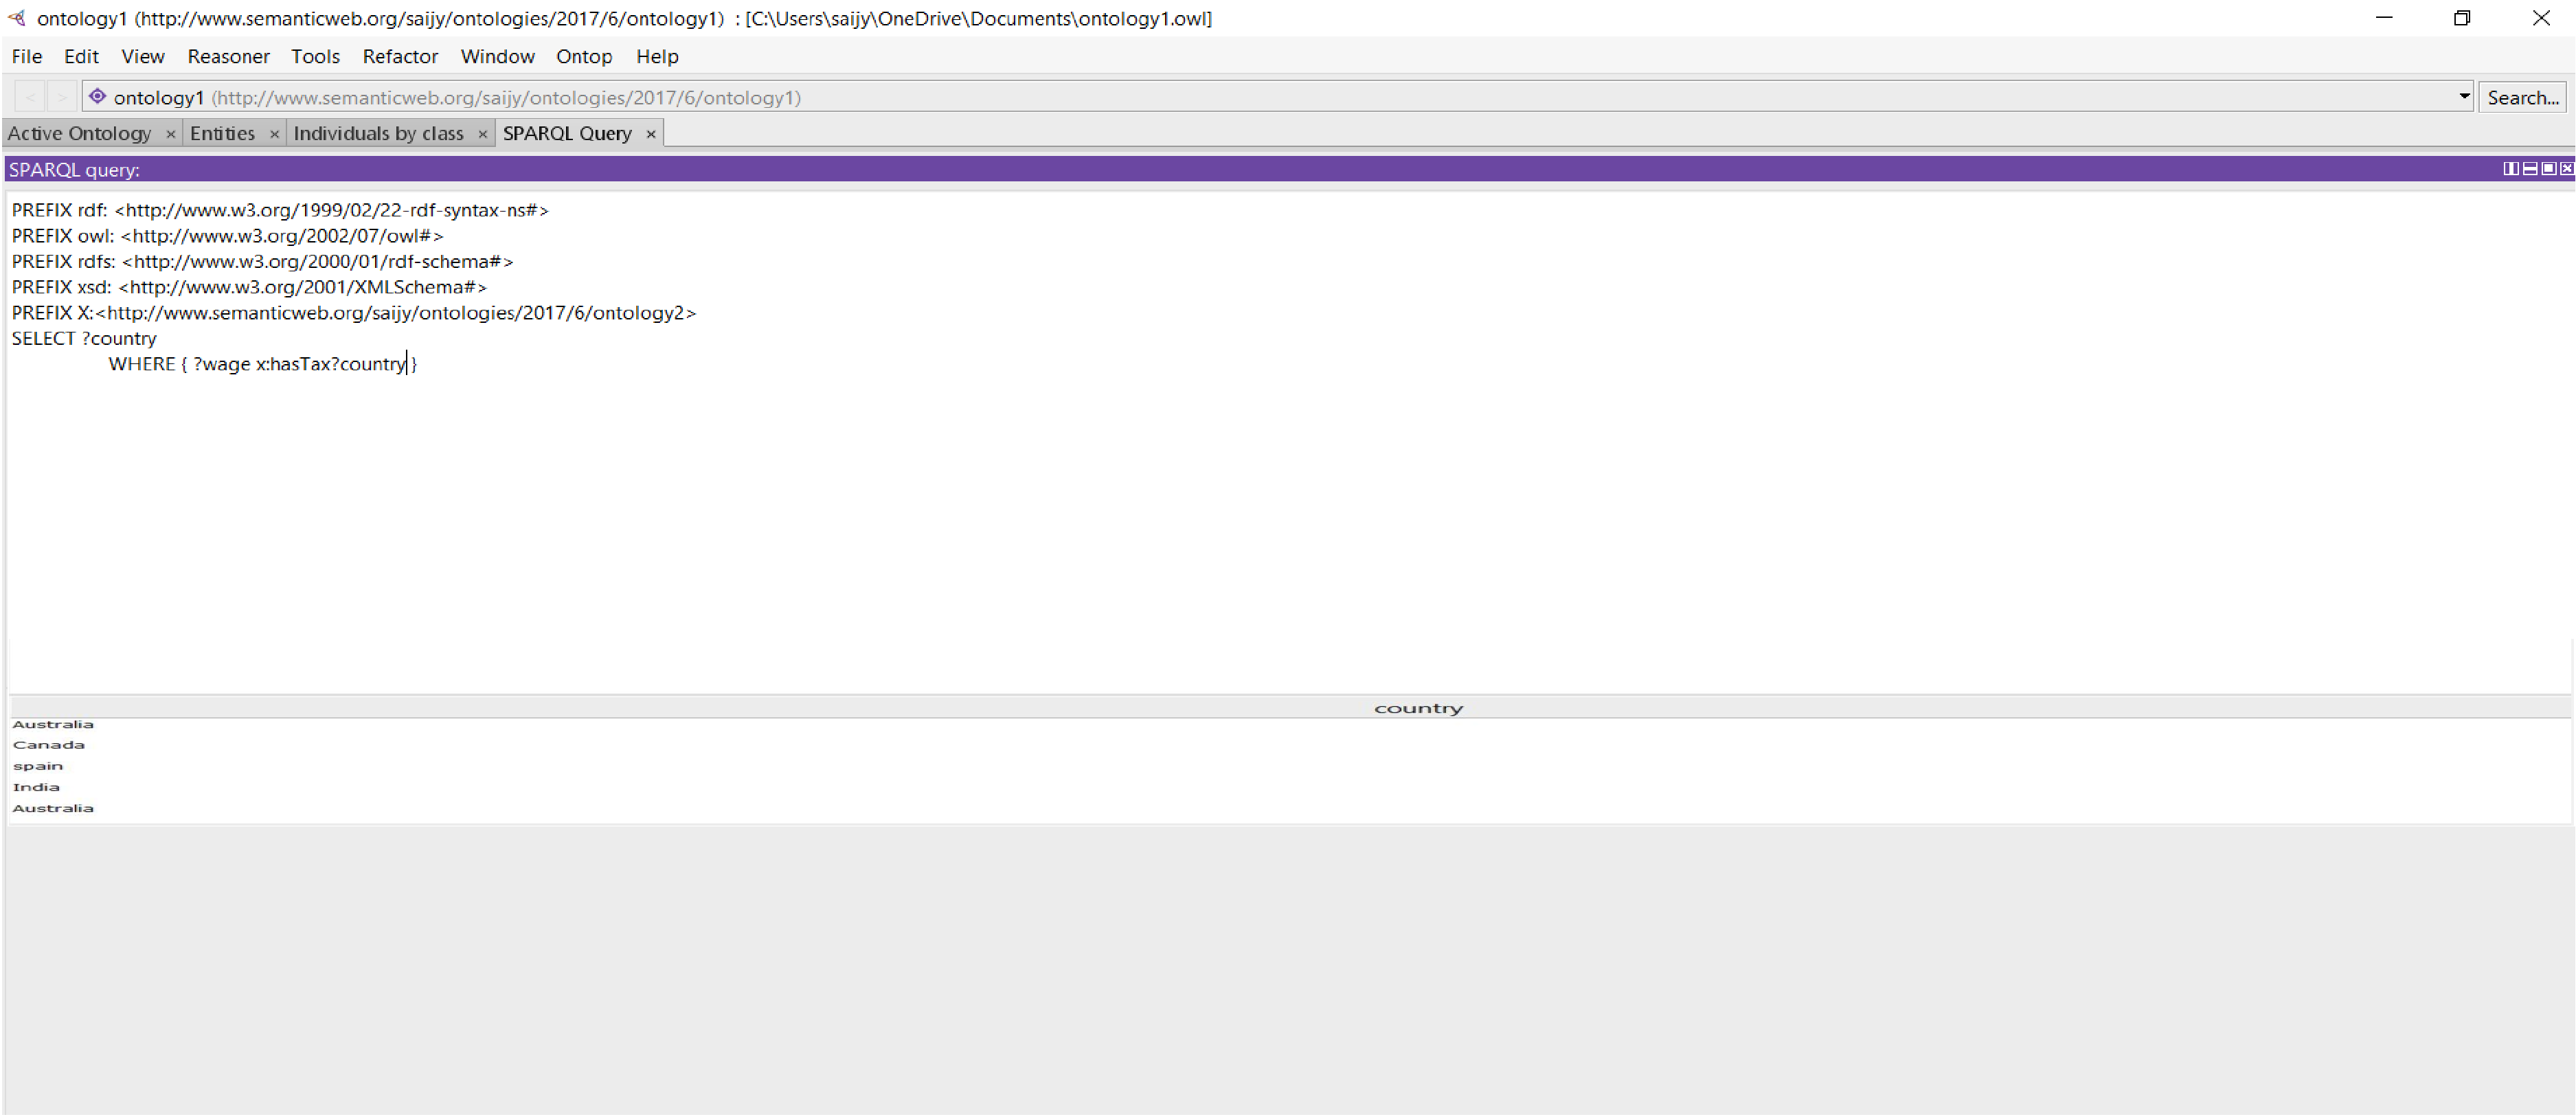 ontology1 (http://www.semanticweb.org/saijy/ontologies/2017/6/ontology1) : [C:\Users\saijy\OneDrive\Documents\ontology1.owl]
File Edit View Reasoner Tools Refactor Window Ontop Help
< > ontology1 (http://www.semanticweb.org/saijy/ontologies/2017/6/ontology1) Search...
Active Ontology × Entities × Individuals by class × SPARQL Query ×
SPARQL query:
PREFIX rdf: <http://www.w3.org/1999/02/22-rdf-syntax-ns#>
PREFIX owl: <http://www.w3.org/2002/07/owl#>
PREFIX rdfs: <http://www.w3.org/2000/01/rdf-schema#>
PREFIX xsd: <http://www.w3.org/2001/XMLSchema#>
PREFIX X:<http://www.semanticweb.org/saijy/ontologies/2017/6/ontology2>
SELECT ?country
WHERE { ?wage x:hasTax?country }
country
Australia
Canada
spain
India
Australia